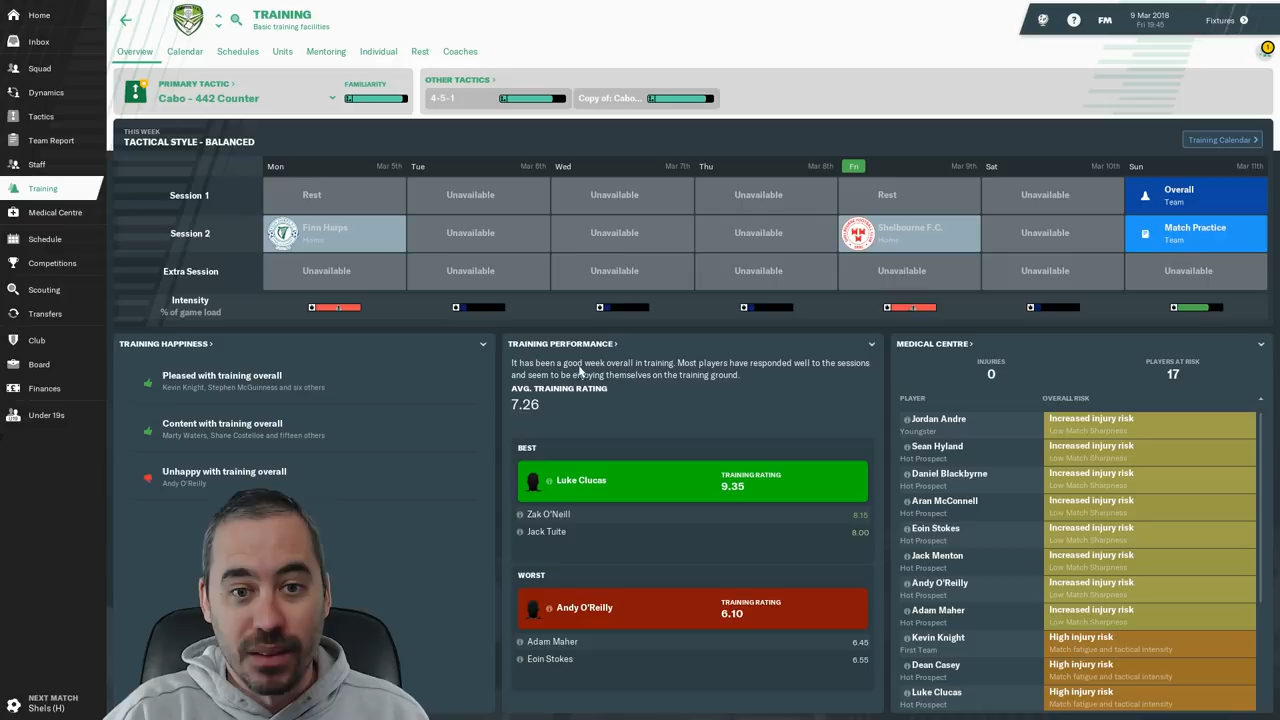 Home
Inbox
Squad
Dynamics
Tactics
Team Report
Staff
Training
Medical Centre
Schedule
Competitions
Scouting
Transfers
Club
Board
Finances
Under 19s
NEXT MATCH
Shels (H)
TRAINING
Basic training facilities
?
FM
9 Mar 2018
Fri 19:45
Fixtures
Overview Calendar Schedules Units Mentoring Individual Rest Coaches
PRIMARY TACTIC >
FAMILIARITY
Cabo - 442 Counter
OTHER TACTICS >
4-5-1
Copy of: Cabo...
THIS WEEK
TACTICAL STYLE - BALANCED
Training Calendar >
Mon Mar 5th Tue Mar 6th Wed Mar 7th Thu Mar 8th Fri Mar 9th Sat Mar 10th Sun Mar 11th
Session 1 Rest Unavailable Unavailable Unavailable Rest Unavailable Overall
Team
Session 2 Finn Harps Unavailable Unavailable Unavailable Shelbourne F.C. Unavailable Match Practice
Home Home Team
Extra Session Unavailable Unavailable Unavailable Unavailable Unavailable Unavailable Unavailable
Intensity
% of game load
TRAINING HAPPINESS >
Pleased with training overall
Kevin Knight, Stephen McGuinness and six others
Content with training overall
Marty Waters, Shane Costelloe and fifteen others
Unhappy with training overall
Andy O'Reilly
TRAINING PERFORMANCE >
It has been a good week overall in training. Most players have responded well to the sessions
and seem to be enjoying themselves on the training ground.
AVG. TRAINING RATING
7.26
BEST
Luke Clucas
TRAINING RATING
9.35
Zak O'Neill 8.15
Jack Tuite 8.00
WORST
Andy O'Reilly
TRAINING RATING
6.10
Adam Maher 6.45
Eoin Stokes 6.55
MEDICAL CENTRE >
INJURIES PLAYERS AT RISK
0 17
PLAYER OVERALL RISK
Jordan Andre Increased injury risk
Youngster Low Match Sharpness
Sean Hyland Increased injury risk
Hot Prospect Low Match Sharpness
Daniel Blackbyrne Increased injury risk
Hot Prospect Low Match Sharpness
Aran McConnell Increased injury risk
Hot Prospect Low Match Sharpness
Eoin Stokes Increased injury risk
Hot Prospect Low Match Sharpness
Jack Menton Increased injury risk
Hot Prospect Low Match Sharpness
Andy O'Reilly Increased injury risk
Hot Prospect Low Match Sharpness
Adam Maher Increased injury risk
Hot Prospect Low Match Sharpness
Kevin Knight High injury risk
First Team Match fatigue and tactical intensity
Dean Casey High injury risk
Hot Prospect Match fatigue and tactical intensity
Luke Clucas High injury risk
Hot Prospect Match fatigue and tactical intensity